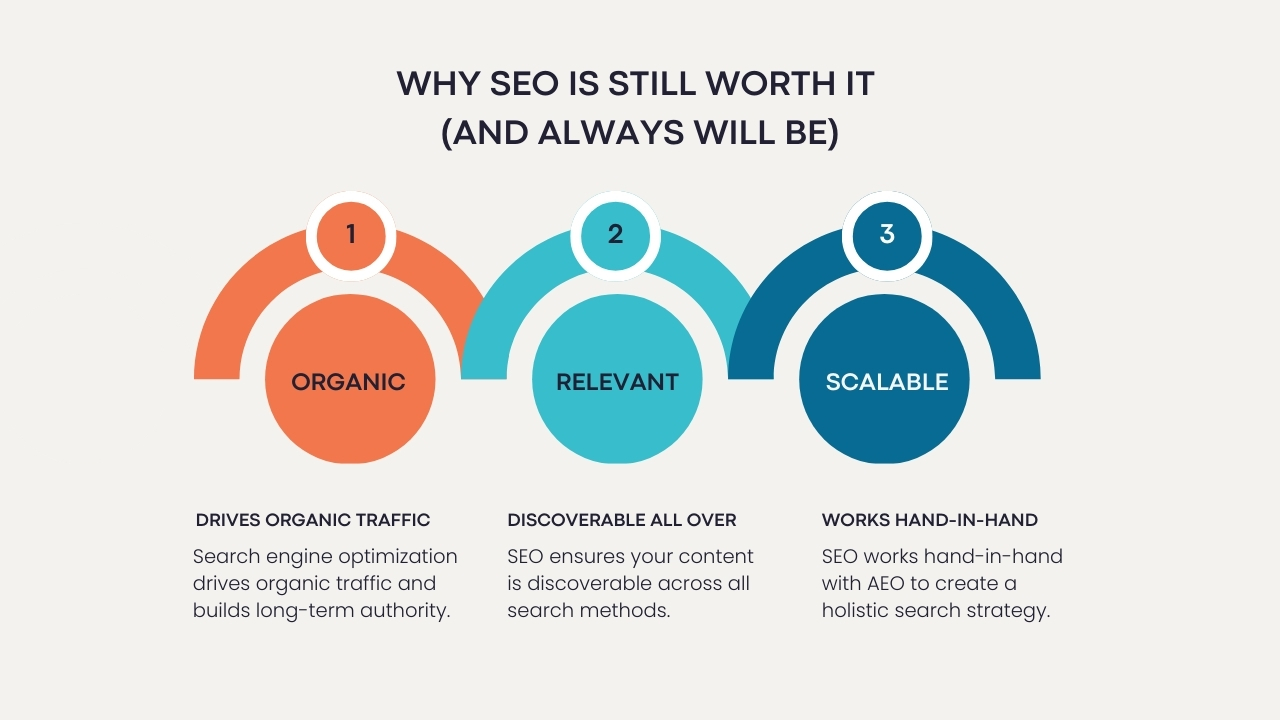 WHY SEO IS STILL WORTH IT
(AND ALWAYS WILL BE)
1
2
3
ORGANIC
RELEVANT
SCALABLE
DRIVES ORGANIC TRAFFIC
Search engine optimization
drives organic traffic and
builds long-term authority.
DISCOVERABLE ALL OVER
SEO ensures your content
is discoverable across all
search methods.
WORKS HAND-IN-HAND
SEO works hand-in-hand
with AEO to create a
holistic search strategy.